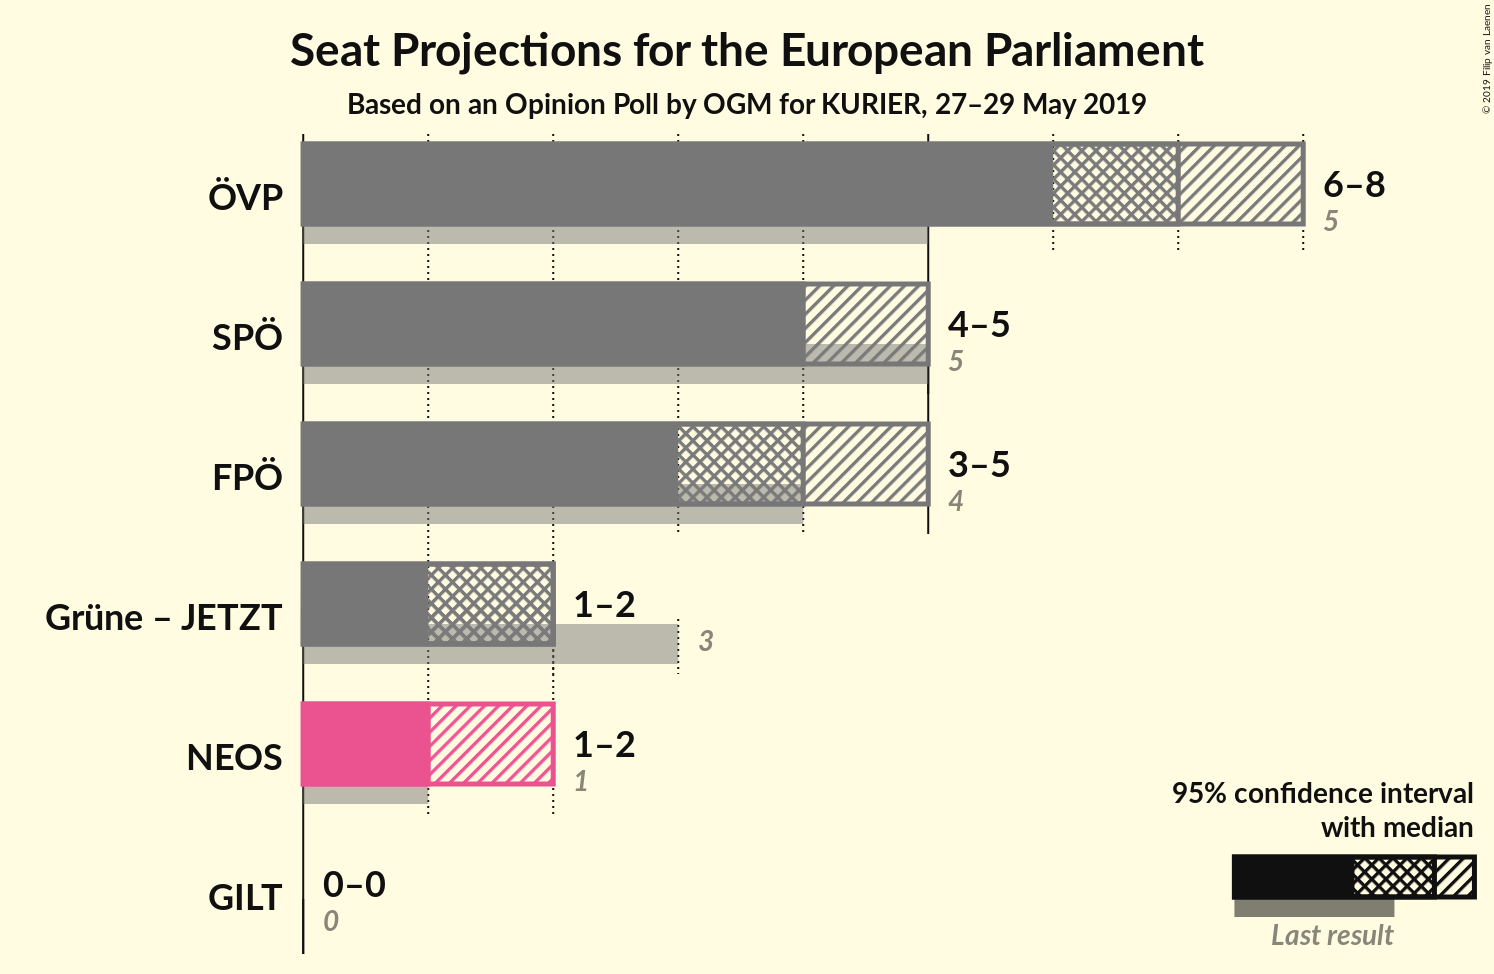 Seat Projections for the European Parliament
Based on an Opinion Poll by OGM for KURIER, 27–29 May 2019
© 2019 Filip van Laenen
ÖVP
6–8
5
SPÖ
4–5
5
FPÖ
3–5
4
Grüne – JETZT
1–2
3
NEOS
1–2
1
GILT
0–0
0
95% confidence interval
with median
Last result